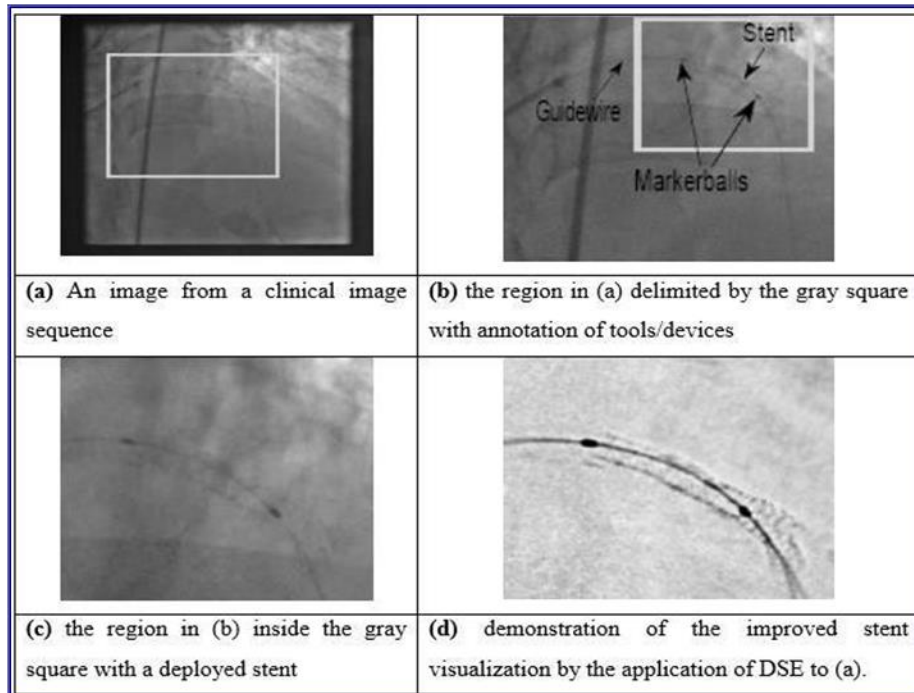 Stent
Guidewire
Markerballs
(a) An image from a clinical image
sequence
(b) the region in (a) delimited by the gray square
with annotation of tools/devices
(c) the region in (b) inside the gray
square with a deployed stent
(d) demonstration of the improved stent
visualization by the application of DSE to (a).